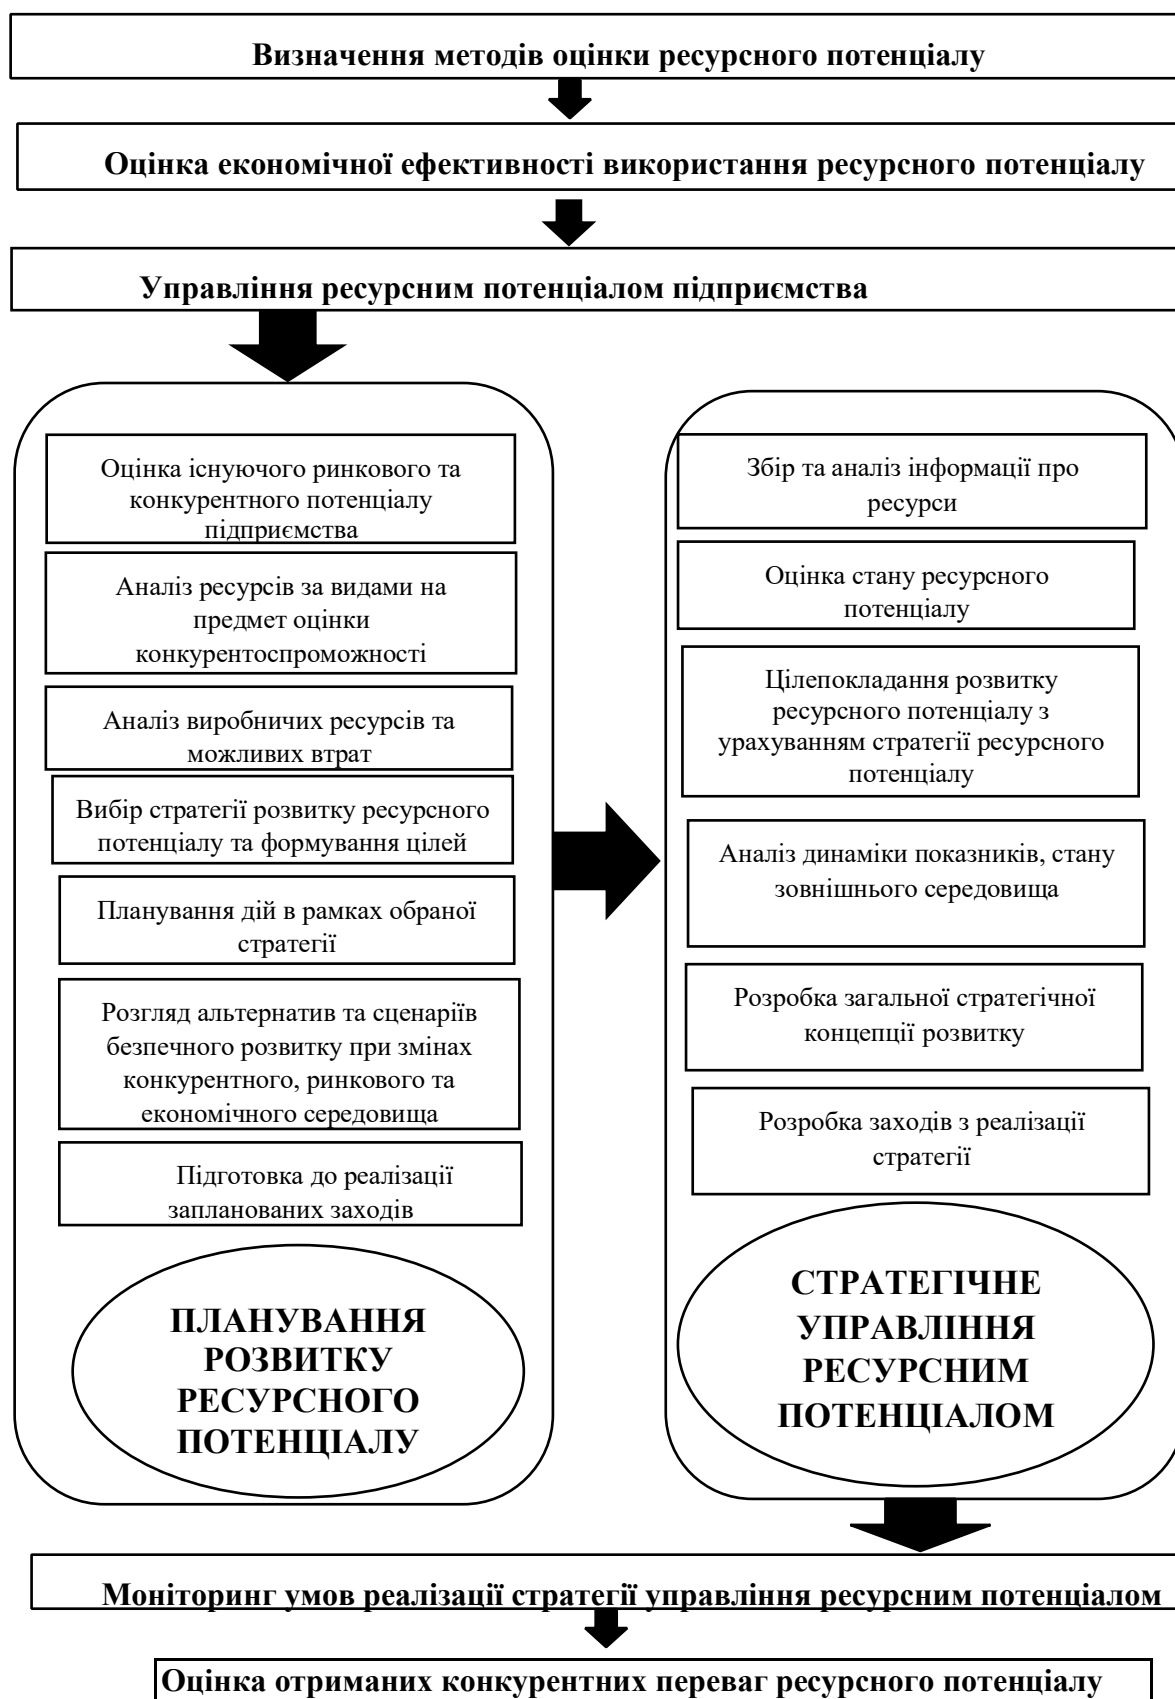 Визначення методів оцінки ресурсного потенціалу
Оцінка економічної ефективності використання ресурсного потенціалу
Управління ресурсним потенціалом підприємства
Оцінка існуючого ринкового та
конкурентного потенціалу
підприємства
Аналіз ресурсів за видами на
предмет оцінки
конкурентоспроможності
Аналіз виробничих ресурсів та
можливих втрат
Вибір стратегії розвитку ресурсного
потенціалу та формування цілей
Планування дій в рамках обраної
стратегії
Розгляд альтернатив та сценаріїв
безпечного розвитку при змінах
конкурентного, ринкового та
економічного середовища
Підготовка до реалізації
запланованих заходів
ПЛАНУВАННЯ
РОЗВИТКУ
РЕСУРСНОГО
ПОТЕНЦІАЛУ
Збір та аналіз інформації про
ресурси
Оцінка стану ресурсного
потенціалу
Цілепокладання розвитку
ресурсного потенціалу з
урахуванням стратегії ресурсного
потенціалу
Аналіз динаміки показників, стану
зовнішнього середовища
Розробка загальної стратегічної
концепції розвитку
Розробка заходів з реалізації
стратегії
СТРАТЕГІЧНЕ
УПРАВЛІННЯ
РЕСУРСНИМ
ПОТЕНЦІАЛОМ
Моніторинг умов реалізації стратегії управління ресурсним потенціалом
Оцінка отриманих конкурентних переваг ресурсного потенціалу